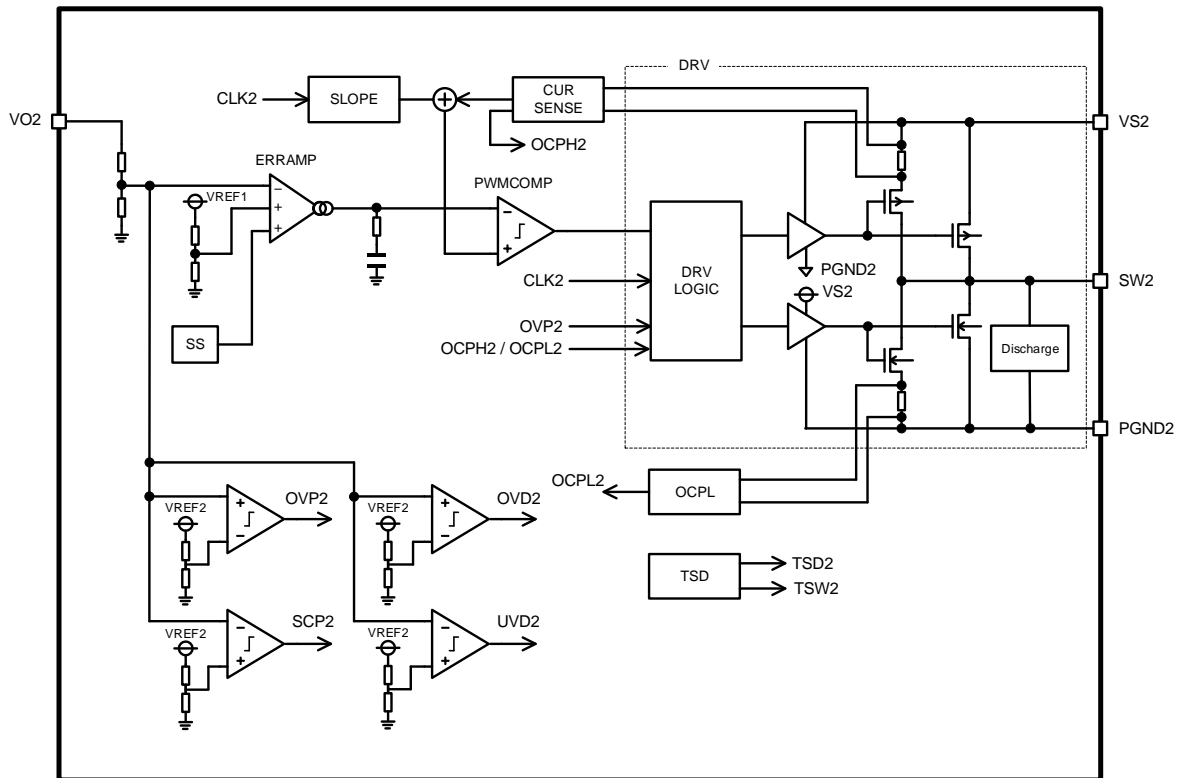 DRV
CLK2
SLOPE
CUR
SENSE
VO2
VS2
OCPH2
ERRAMP
PWMCOMP
VREF1
DRV
LOGIC
PGND2
CLK2
SW2
VS2
SS
OVP2
OCPH2 / OCPL2
Discharge
PGND2
OCPL2
OCPL
VREF2
OVP2
VREF2
OVD2
TSD
TSD2
TSW2
VREF2
SCP2
VREF2
UVD2